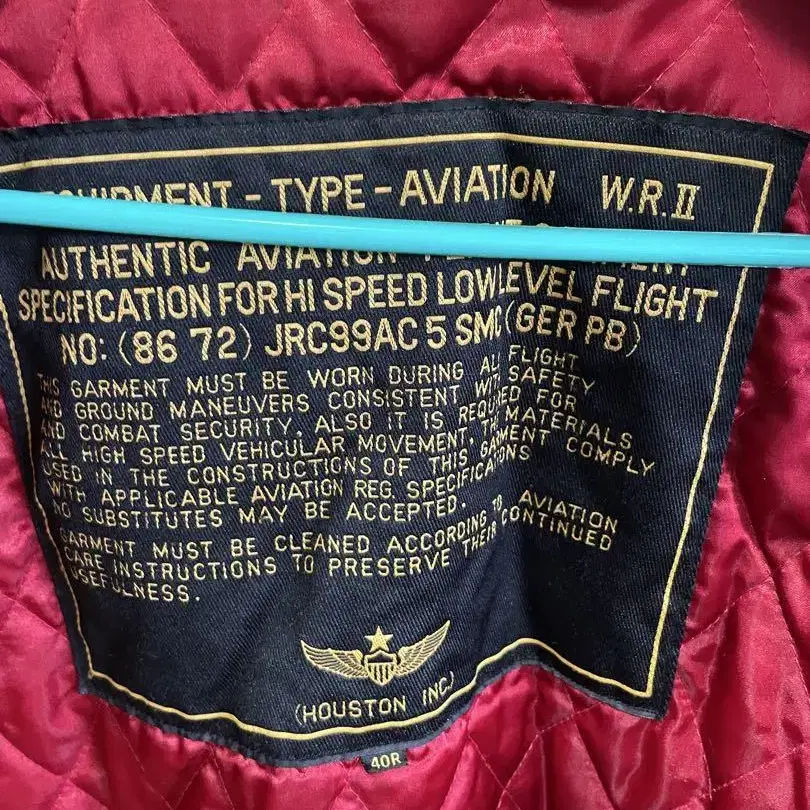 EQUIPMENT - TYPE - AVIATION W.R.II
AUTHENTIC AVIATION
SPECIFICATION FOR HI SPEED LOW LEVEL FLIGHT
NO: (86 72) JRC99AC 5 SMC (GER PB)
THIS GARMENT MUST BE WORN DURING ALL FLIGHT
AND GROUND MANEUVERS CONSISTENT WITH SAFETY
AND COMBAT SECURITY. ALSO IT IS REQUIRED FOR
ALL HIGH SPEED VEHICULAR MOVEMENT. THE MATERIALS
USED IN THE CONSTRUCTIONS OF THIS GARMENT COMPLY
WITH APPLICABLE AVIATION REG. SPECIFICATIONS
NO SUBSTITUTES MAY BE ACCEPTED.
GARMENT MUST BE CLEANED ACCORDING TO AVIATION
CARE INSTRUCTIONS TO PRESERVE THEIR CONTINUED
USEFULNESS.
(HOUSTON INC.)
40R